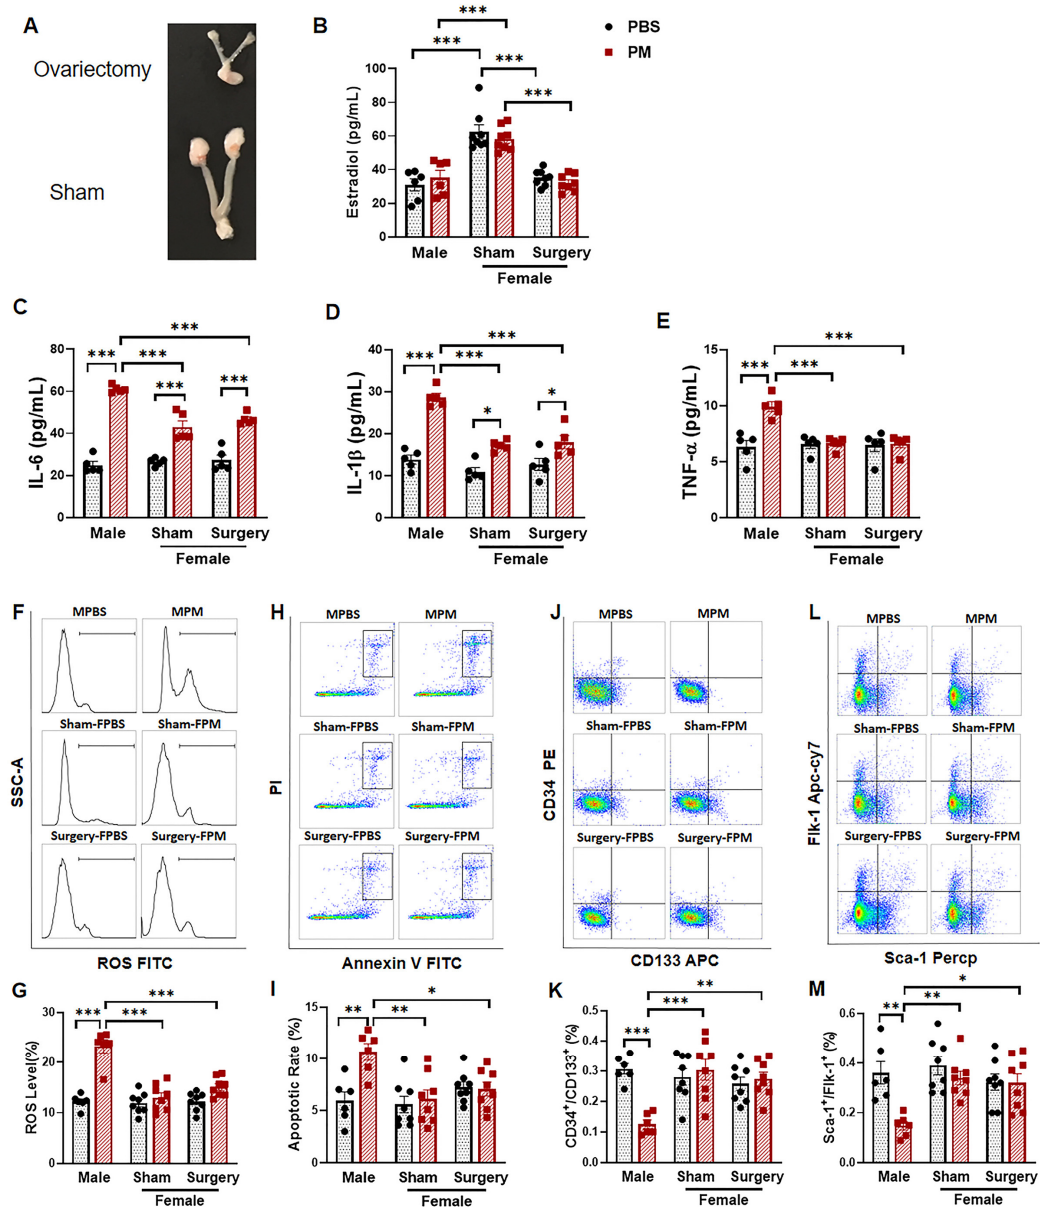 A
Ovariectomy
Sham
B
PBS
PM
***
***
***
***
Estradiol (pg/mL)
100
80
60
40
20
0
Male Sham Surgery
Female
C
***
***
***
***
***
IL-6 (pg/mL)
80
60
40
20
0
Male Sham Surgery
Female
D
***
***
***
*
*
IL-1β (pg/mL)
40
30
20
10
0
Male Sham Surgery
Female
E
***
***
***
TNF-α (pg/mL)
15
10
5
0
Male Sham Surgery
Female
F
MPBS MPM
Sham-FPBS Sham-FPM
Surgery-FPBS Surgery-FPM
SSC-A
ROS FITC
H
MPBS MPM
Sham-FPBS Sham-FPM
Surgery-FPBS Surgery-FPM
PI
Annexin V FITC
J
MPBS MPM
Sham-FPBS Sham-FPM
Surgery-FPBS Surgery-FPM
CD34 PE
CD133 APC
L
MPBS MPM
Sham-FPBS Sham-FPM
Surgery-FPBS Surgery-FPM
Flk-1 Apc-cy7
Sca-1 Percp
G
***
***
***
ROS Level(%)
30
20
10
0
Male Sham Surgery
Female
I
*
**
**
Apoptotic Rate (%)
15
10
5
0
Male Sham Surgery
Female
K
**
***
***
CD34⁺/CD133⁺ (%)
0.5
0.4
0.3
0.2
0.1
0.0
Male Sham Surgery
Female
M
*
**
**
Sca-1⁺/Flk-1⁺ (%)
0.6
0.4
0.2
0.0
Male Sham Surgery
Female